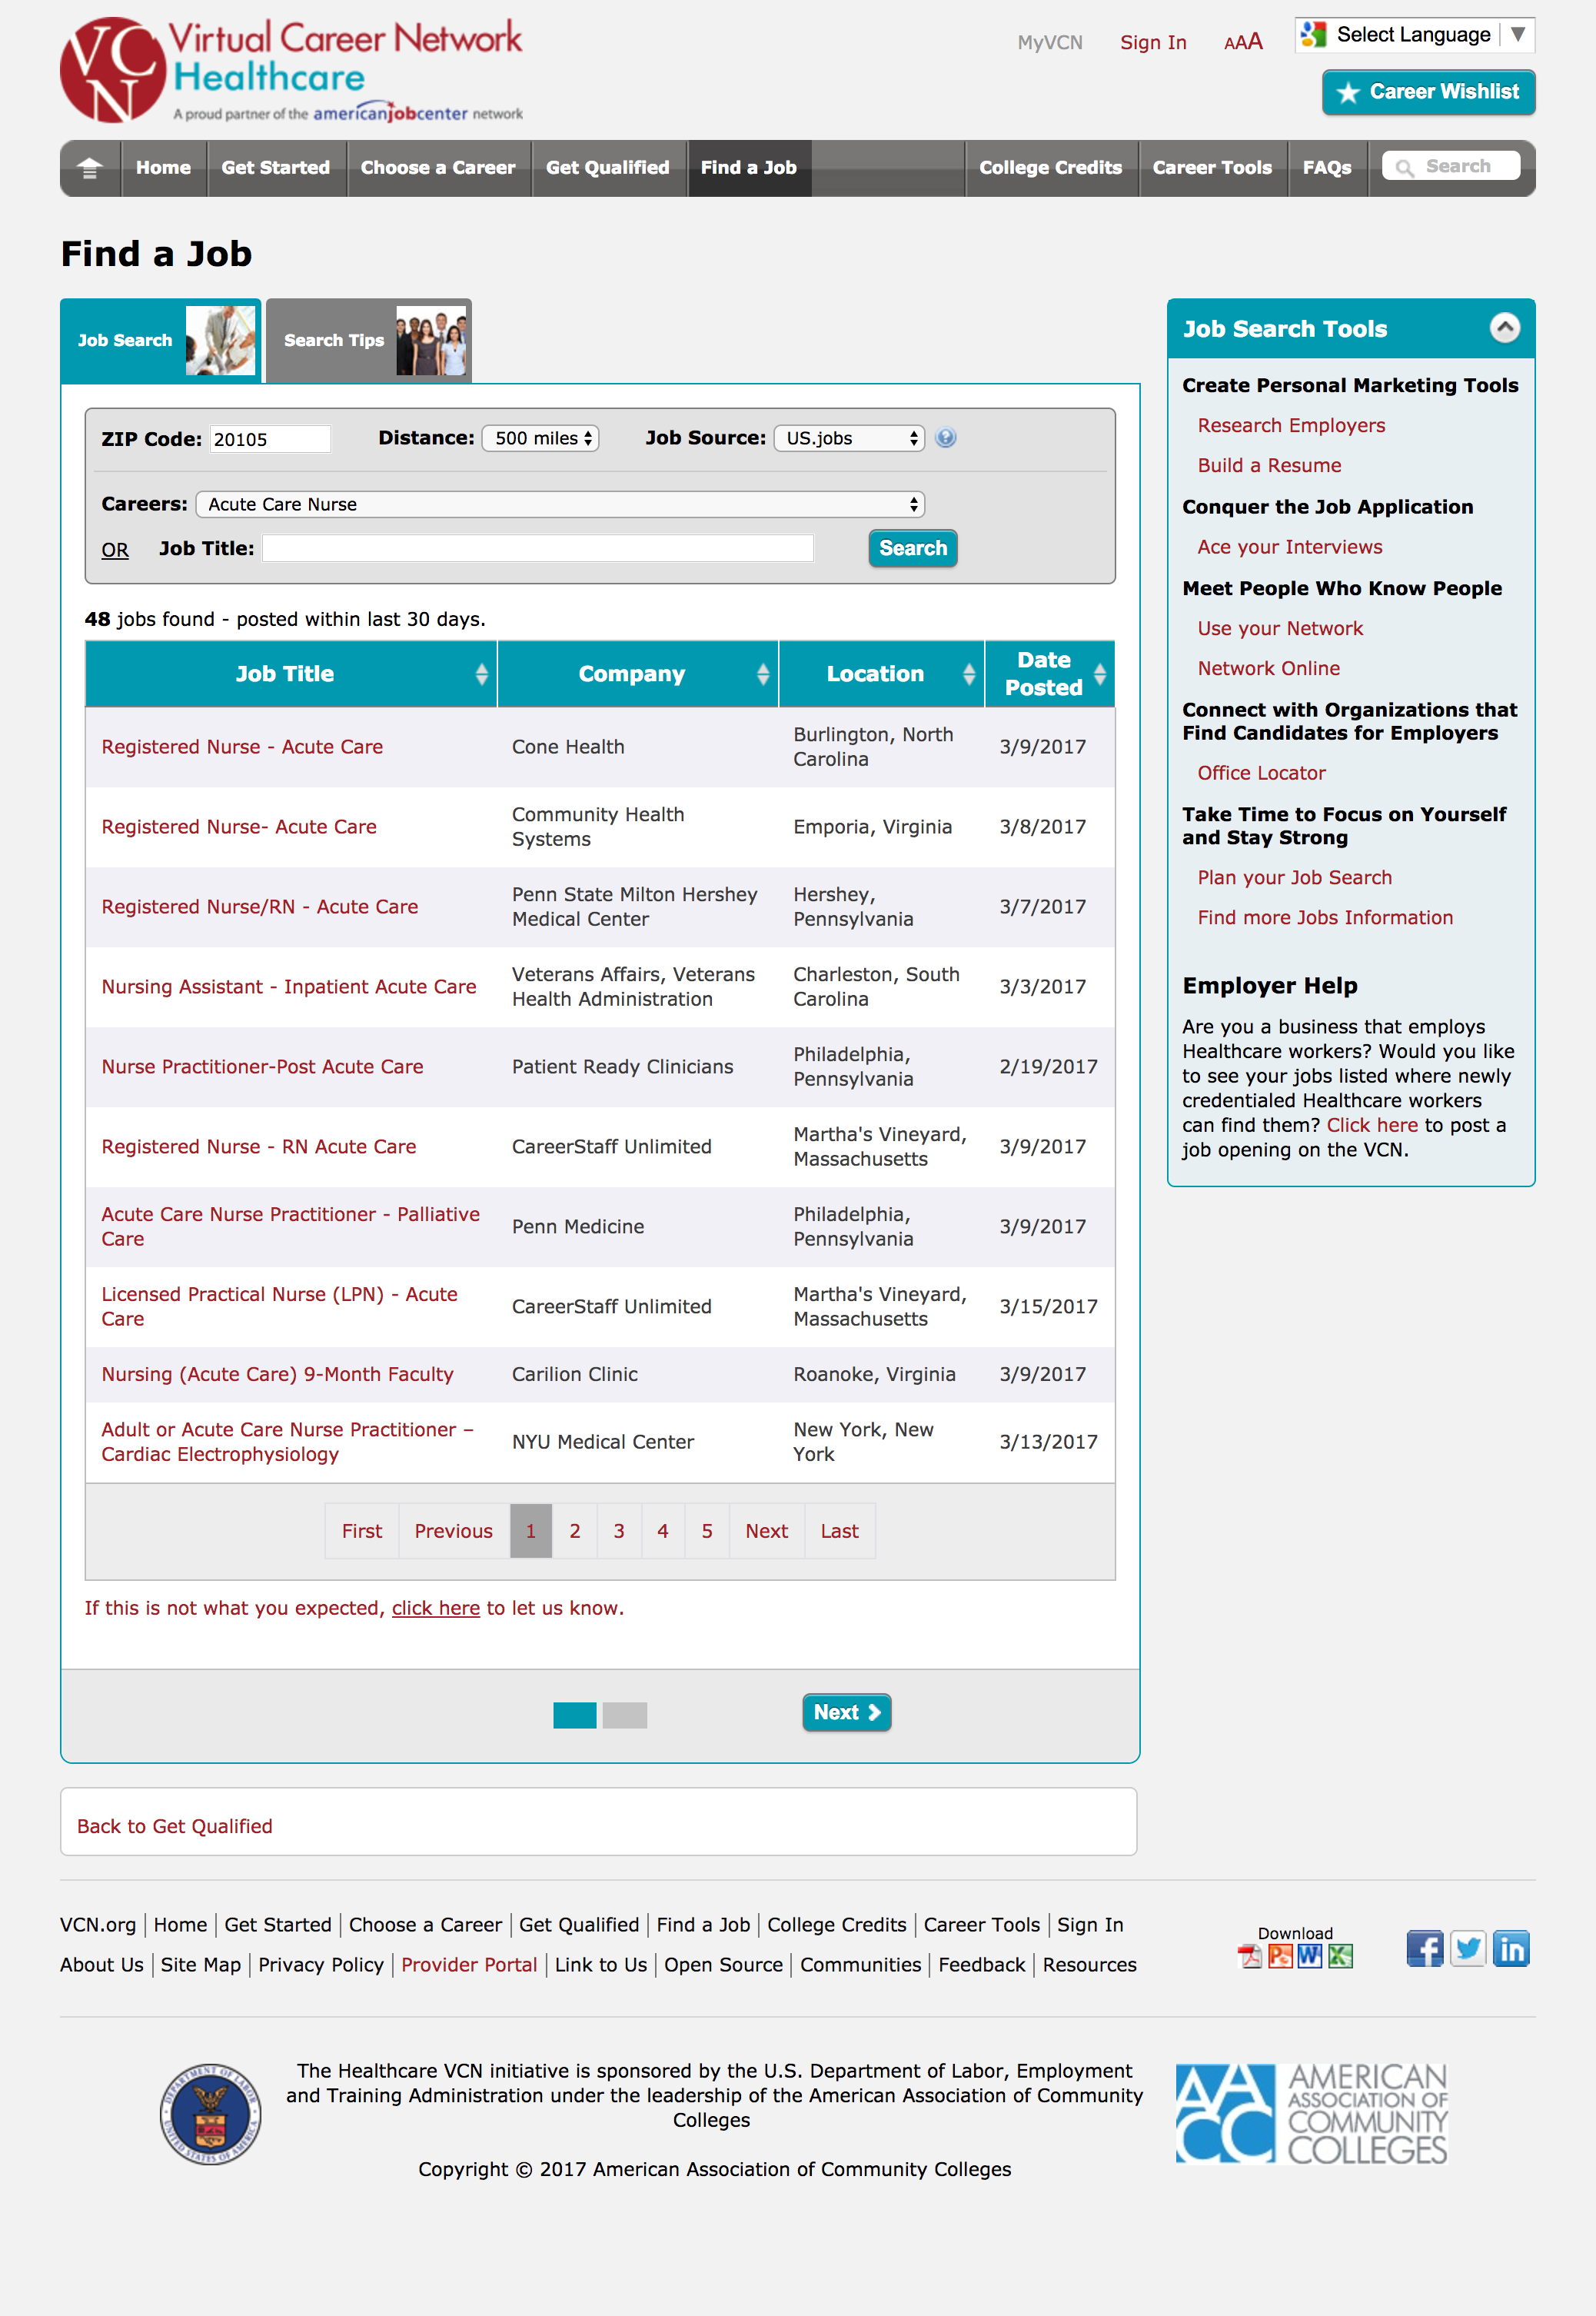 VCN
Virtual Career Network
Healthcare
A proud partner of the americanjobcenter network
MyVCN
Sign In
AAA
Select Language ▼
Career Wishlist
Home
Get Started
Choose a Career
Get Qualified
Find a Job
College Credits
Career Tools
FAQs
Search
Find a Job
Job Search
Search Tips
ZIP Code: 20105
Distance: 500 miles
Job Source: US.jobs
?
Careers: Acute Care Nurse
OR Job Title:
Search
48 jobs found - posted within last 30 days.
Job Title
Company
Location
Date
Posted
Registered Nurse - Acute Care
Cone Health
Burlington, North
Carolina
3/9/2017
Registered Nurse- Acute Care
Community Health
Systems
Emporia, Virginia
3/8/2017
Registered Nurse/RN - Acute Care
Penn State Milton Hershey
Medical Center
Hershey,
Pennsylvania
3/7/2017
Nursing Assistant - Inpatient Acute Care
Veterans Affairs, Veterans
Health Administration
Charleston, South
Carolina
3/3/2017
Nurse Practitioner-Post Acute Care
Patient Ready Clinicians
Philadelphia,
Pennsylvania
2/19/2017
Registered Nurse - RN Acute Care
CareerStaff Unlimited
Martha's Vineyard,
Massachusetts
3/9/2017
Acute Care Nurse Practitioner - Palliative
Care
Penn Medicine
Philadelphia,
Pennsylvania
3/9/2017
Licensed Practical Nurse (LPN) - Acute
Care
CareerStaff Unlimited
Martha's Vineyard,
Massachusetts
3/15/2017
Nursing (Acute Care) 9-Month Faculty
Carilion Clinic
Roanoke, Virginia
3/9/2017
Adult or Acute Care Nurse Practitioner –
Cardiac Electrophysiology
NYU Medical Center
New York, New
York
3/13/2017
First Previous 1 2 3 4 5 Next Last
If this is not what you expected, click here to let us know.
Next
Back to Get Qualified
Job Search Tools
Create Personal Marketing Tools
Research Employers
Build a Resume
Conquer the Job Application
Ace your Interviews
Meet People Who Know People
Use your Network
Network Online
Connect with Organizations that
Find Candidates for Employers
Office Locator
Take Time to Focus on Yourself
and Stay Strong
Plan your Job Search
Find more Jobs Information
Employer Help
Are you a business that employs
Healthcare workers? Would you like
to see your jobs listed where newly
credentialed Healthcare workers
can find them? Click here to post a
job opening on the VCN.
VCN.org | Home | Get Started | Choose a Career | Get Qualified | Find a Job | College Credits | Career Tools | Sign In
About Us | Site Map | Privacy Policy | Provider Portal | Link to Us | Open Source | Communities | Feedback | Resources
Download
The Healthcare VCN initiative is sponsored by the U.S. Department of Labor, Employment
and Training Administration under the leadership of the American Association of Community
Colleges
Copyright © 2017 American Association of Community Colleges
DEPARTMENT OF LABOR
UNITED STATES OF AMERICA
AACC
AMERICAN
ASSOCIATION OF
COMMUNITY
COLLEGES